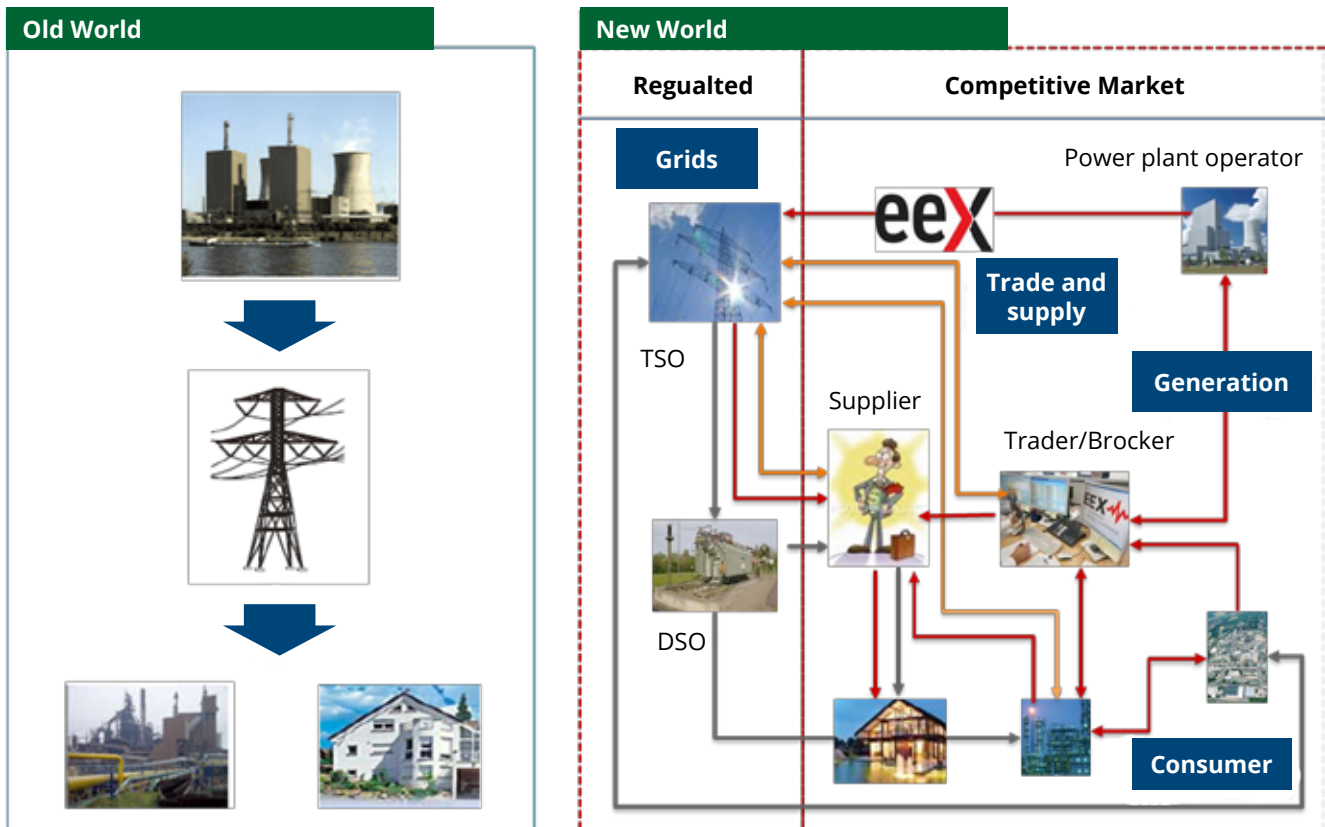 Old World
New World
Regualted
Competitive Market
Grids
Power plant operator
eex
Trade and
supply
TSO
Generation
Supplier
Trader/Brocker
EEX
DSO
Consumer